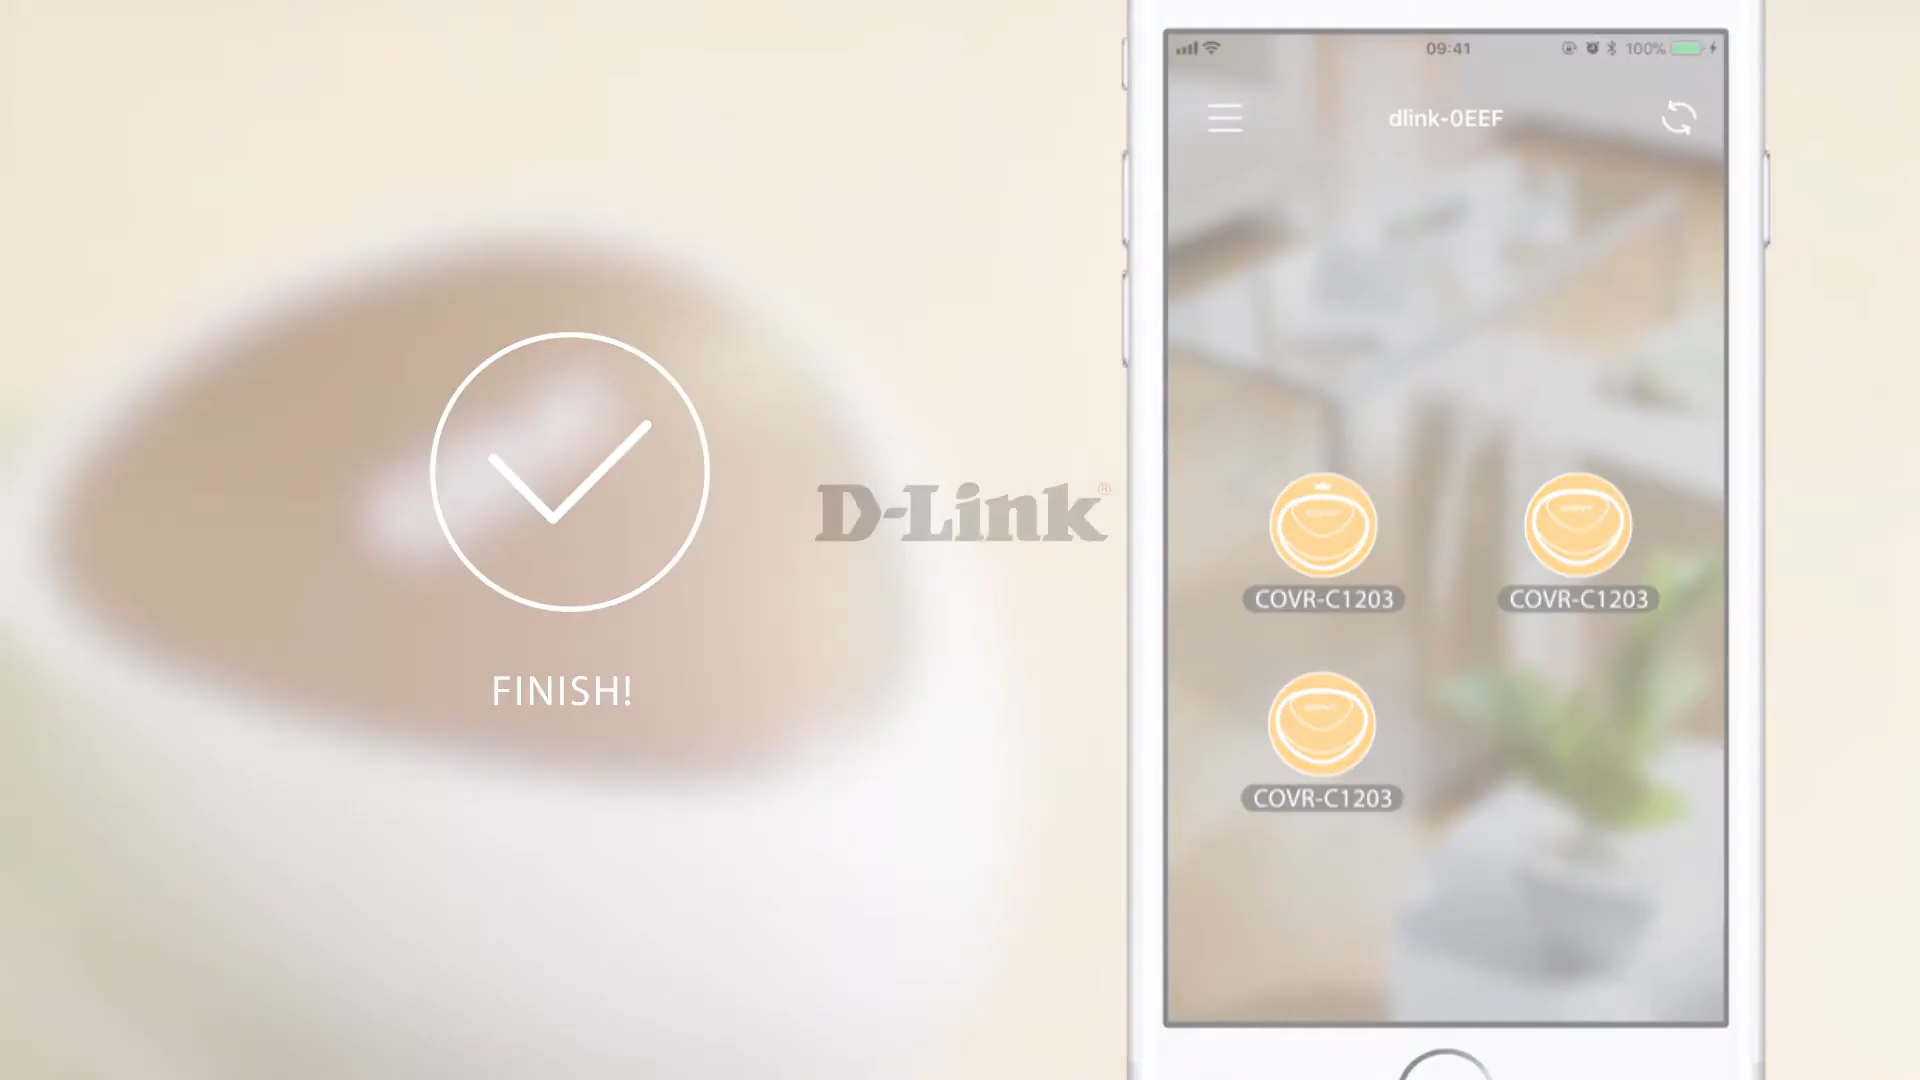 09:41
100%
dlink-0EEF
D-Link®
COVR-C1203
COVR-C1203
FINISH!
COVR-C1203